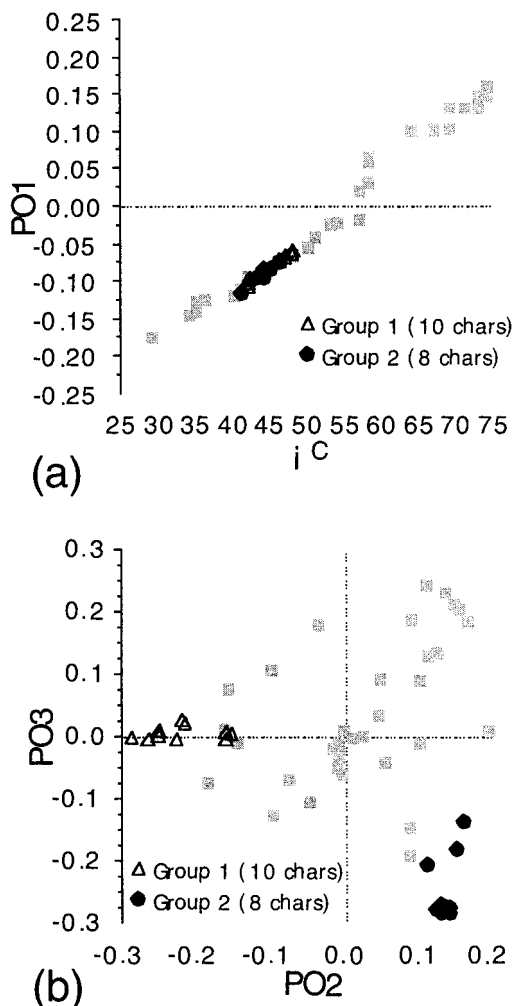 0.25
0.20
0.15
0.10
0.05
0.00
-0.05
-0.10
-0.15
-0.20
-0.25
PO1
Group 1 (10 chars)
Group 2 (8 chars)
25 30 35 40 45 50 55 60 65 70 75
i C
(a)
0.3
0.2
0.1
0.0
-0.1
-0.2
-0.3
PO3
Group 1 (10 chars)
Group 2 (8 chars)
-0.3 -0.2 -0.1 0.0 0.1 0.2
PO2
(b)